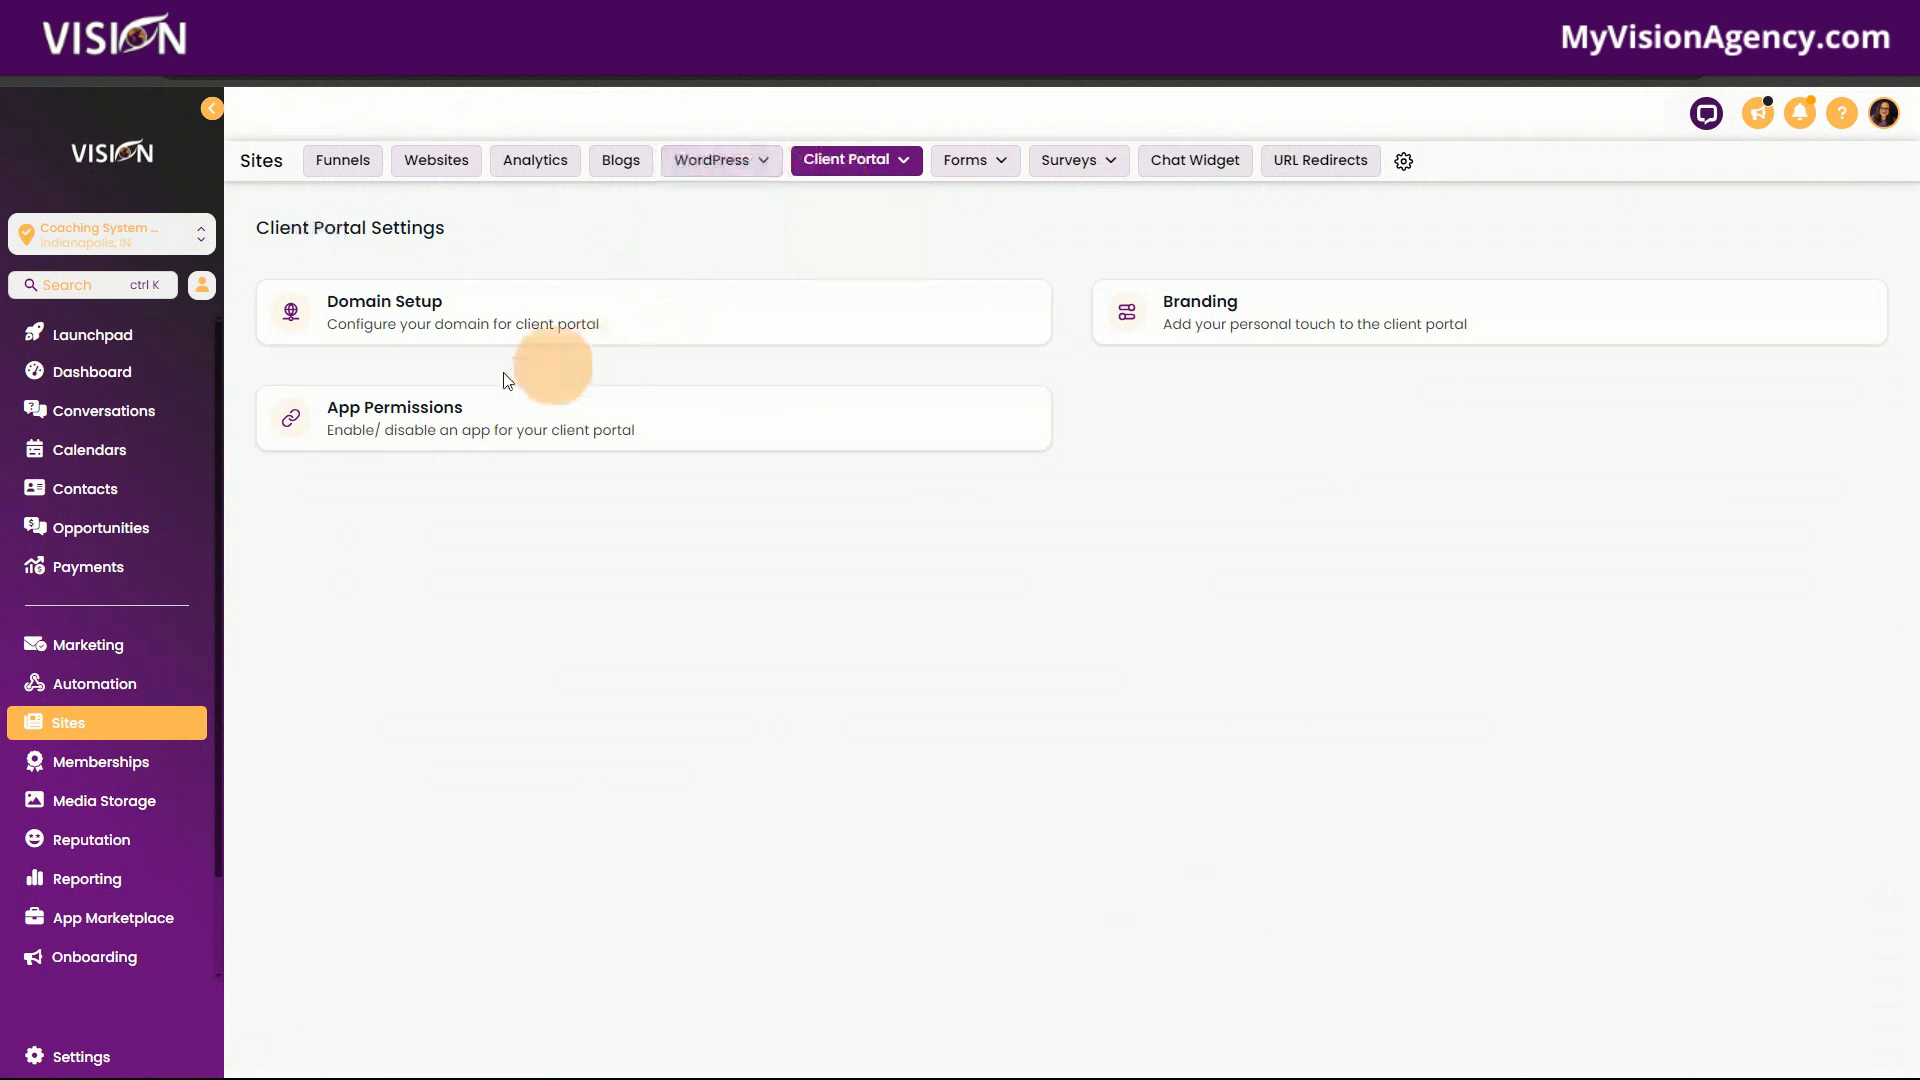 VISION
MyVisionAgency.com
VISION
Coaching System ...
Indianapolis, IN
Search ctrl K
Launchpad
Dashboard
Conversations
Calendars
Contacts
Opportunities
Payments
Marketing
Automation
Sites
Memberships
Media Storage
Reputation
Reporting
App Marketplace
Onboarding
Settings
?
Sites Funnels Websites Analytics Blogs WordPress Client Portal Forms Surveys Chat Widget URL Redirects
Client Portal Settings
Domain Setup
Configure your domain for client portal
Branding
Add your personal touch to the client portal
App Permissions
Enable/ disable an app for your client portal